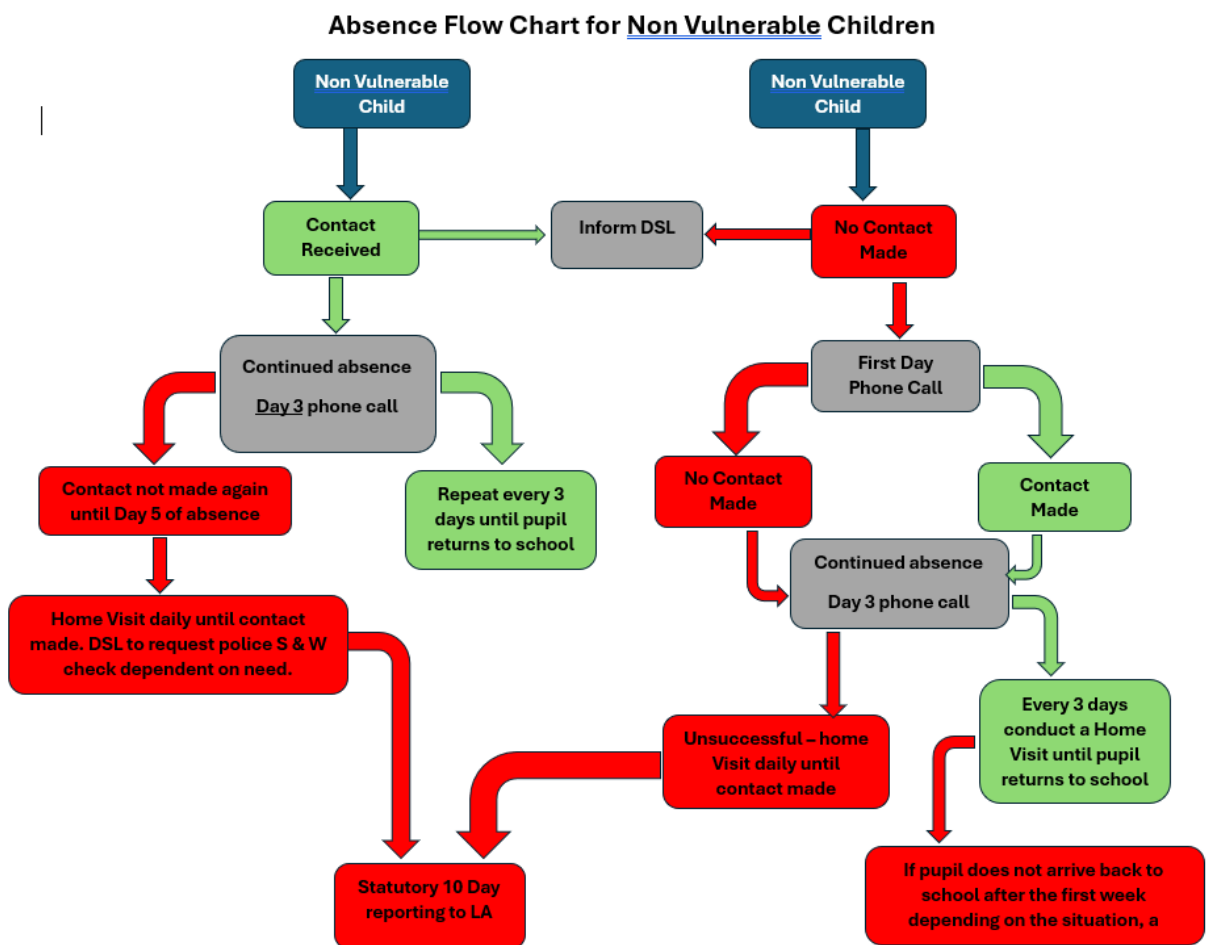 Absence Flow Chart for Non Vulnerable Children
Non Vulnerable
Child
Non Vulnerable
Child
Contact
Received
Inform DSL
No Contact
Made
Continued absence
Day 3 phone call
First Day
Phone Call
Contact not made again
until Day 5 of absence
Repeat every 3
days until pupil
returns to school
No Contact
Made
Contact
Made
Continued absence
Day 3 phone call
Home Visit daily until contact
made. DSL to request police S & W
check dependent on need.
Unsuccessful – home
Visit daily until
contact made
Every 3 days
conduct a Home
Visit until pupil
returns to school
Statutory 10 Day
reporting to LA
If pupil does not arrive back to
school after the first week
depending on the situation, a